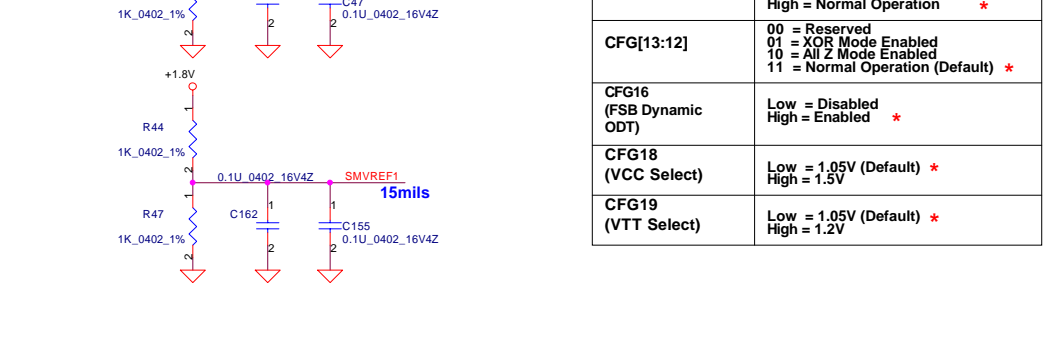 1K_0402_1%
2
2
C47
0.1U_0402_16V4Z
2
+1.8V
1
R44
1K_0402_1%
2
0.1U_0402_16V4Z
SMVREF1
15mils
1
R47
1K_0402_1%
2
C162
1
2
1
C155
0.1U_0402_16V4Z
2
High = Normal Operation *
CFG[13:12]
00 = Reserved
01 = XOR Mode Enabled
10 = All Z Mode Enabled
11 = Normal Operation (Default) *
CFG16
(FSB Dynamic
ODT)
Low = Disabled
High = Enabled *
CFG18
(VCC Select)
Low = 1.05V (Default) *
High = 1.5V
CFG19
(VTT Select)
Low = 1.05V (Default) *
High = 1.2V